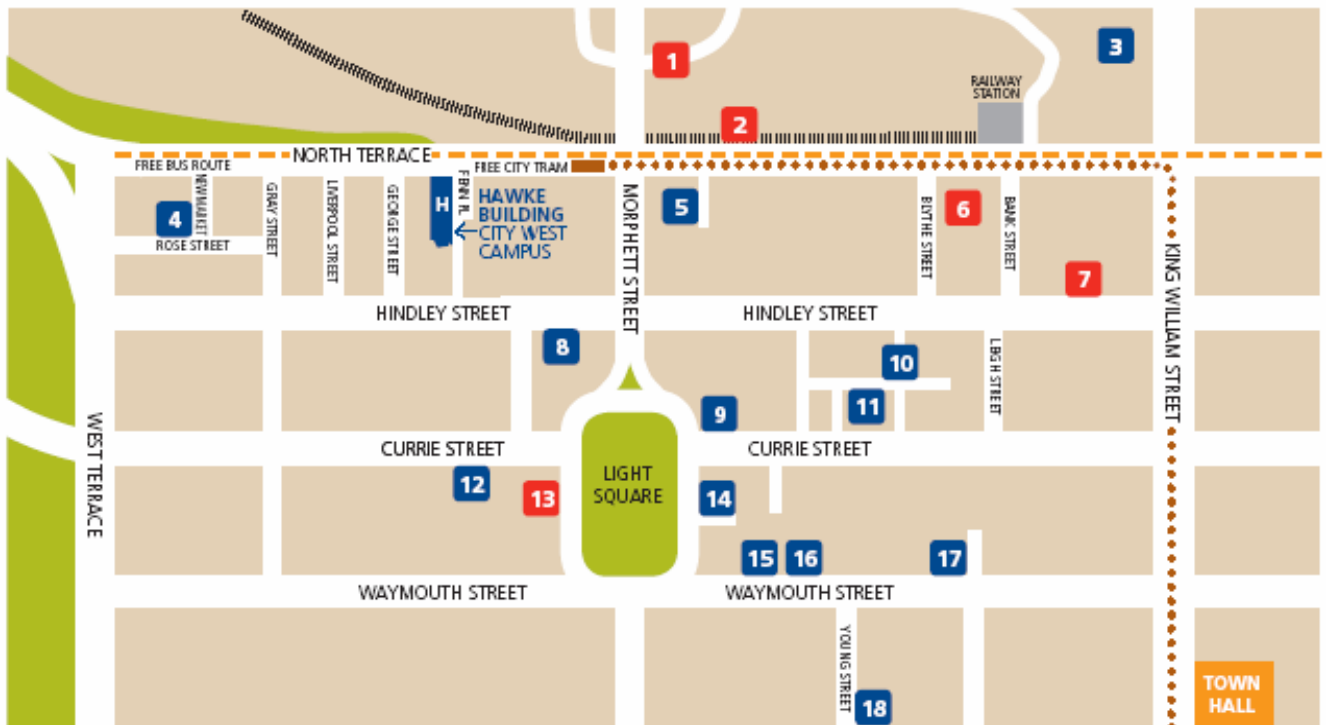 1
3
RAILWAY
STATION
2
NORTH TERRACE
FREE BUS ROUTE
FREE CITY TRAM
NEWMARKET
GRAY STREET
LIVERPOOL STREET
GEORGE STREET
H
FENN PL
HAWKE
BUILDING
CITY WEST
CAMPUS
MORPHETT STREET
5
BLYTHE STREET
6
BANK STREET
4
ROSE STREET
7
KING WILLIAM STREET
HINDLEY STREET
HINDLEY STREET
8
10
LEIGH STREET
11
9
WEST TERRACE
CURRIE STREET
CURRIE STREET
12
13
LIGHT
SQUARE
14
15
16
17
WAYMOUTH STREET
WAYMOUTH STREET
YOUNG STREET
18
TOWN
HALL